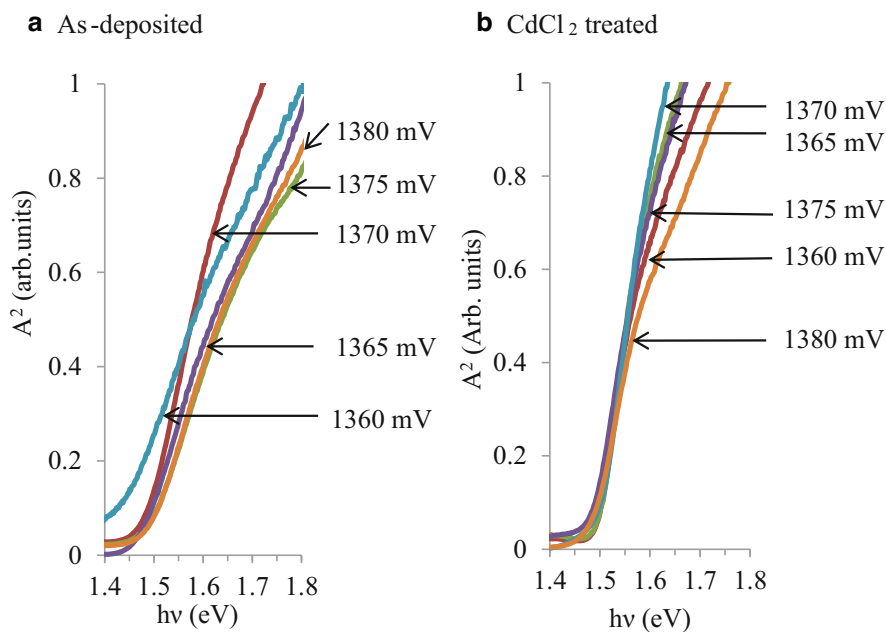 a As-deposited
A² (arb.units)
1
0.8
0.6
0.4
0.2
0
1.4 1.5 1.6 1.7 1.8
hν (eV)
1380 mV
1375 mV
1370 mV
1365 mV
1360 mV
b CdCl₂ treated
A² (Arb. units)
1
0.8
0.6
0.4
0.2
0
1.4 1.5 1.6 1.7 1.8
hν (eV)
1370 mV
1365 mV
1375 mV
1360 mV
1380 mV